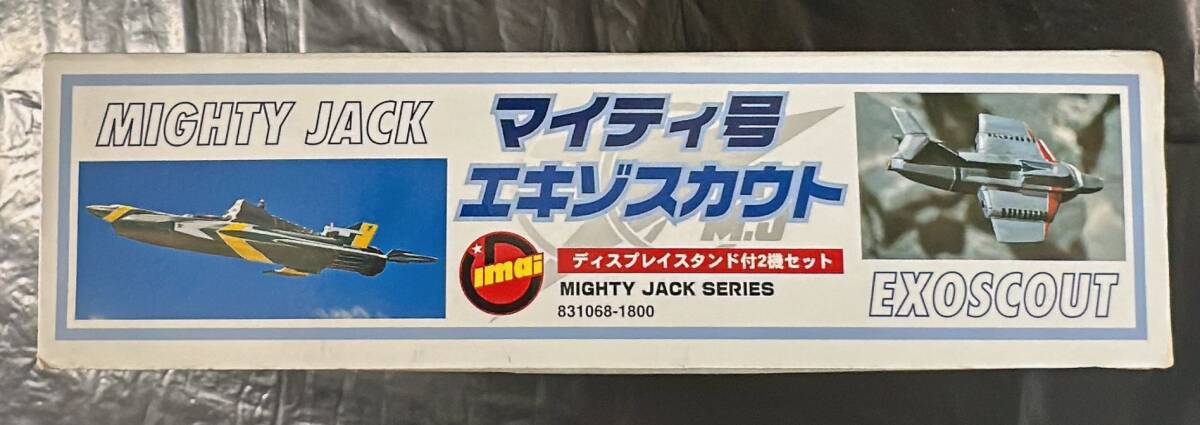 MIGHTY JACK
マイティ号
エキゾスカウト
M.J
imai
ディスプレイスタンド付2機セット
MIGHTY JACK SERIES
831068-1800
EXOSCOUT